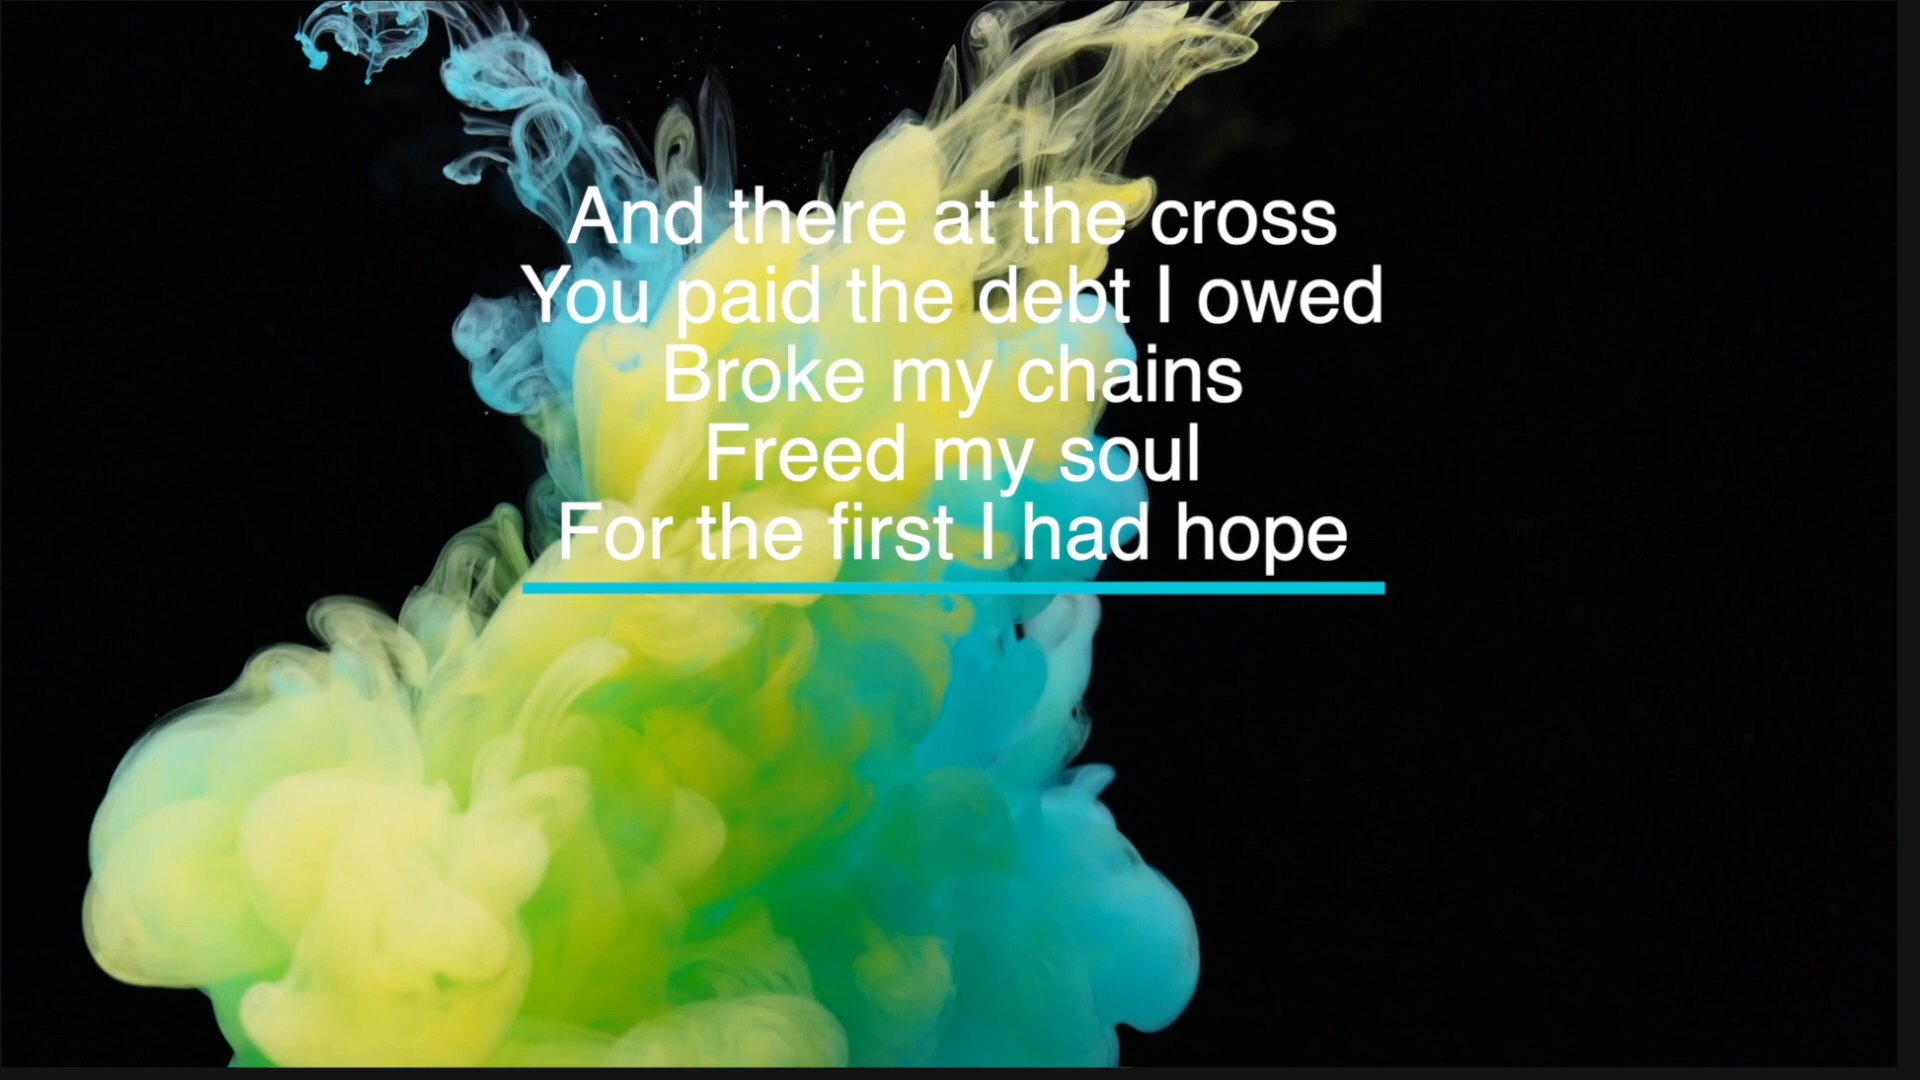 And there at the cross
You paid the debt I owed
Broke my chains
Freed my soul
For the first I had hope